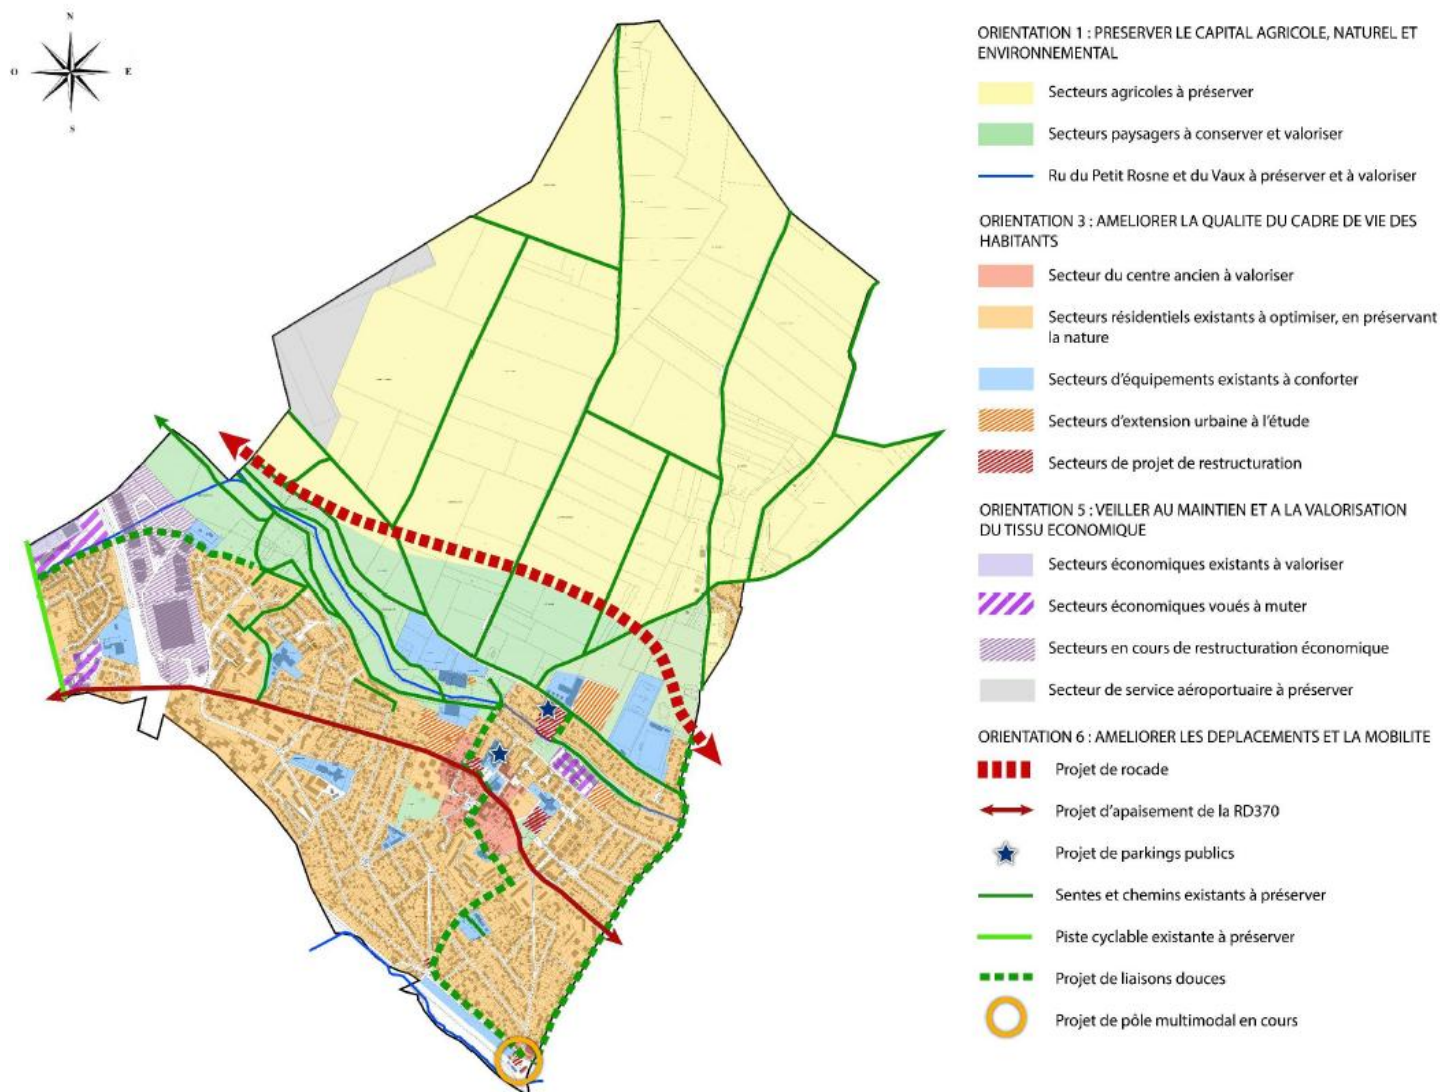 N
O
E
S
ORIENTATION 1 : PRESERVER LE CAPITAL AGRICOLE, NATUREL ET
ENVIRONNEMENTAL
Secteurs agricoles à préserver
Secteurs paysagers à conserver et valoriser
Ru du Petit Rosne et du Vaux à préserver et à valoriser
ORIENTATION 3 : AMELIORER LA QUALITE DU CADRE DE VIE DES
HABITANTS
Secteur du centre ancien à valoriser
Secteurs résidentiels existants à optimiser, en préservant
la nature
Secteurs d'équipements existants à conforter
Secteurs d'extension urbaine à l'étude
Secteurs de projet de restructuration
ORIENTATION 5 : VEILLER AU MAINTIEN ET A LA VALORISATION
DU TISSU ECONOMIQUE
Secteurs économiques existants à valoriser
Secteurs économiques voués à muter
Secteurs en cours de restructuration économique
Secteur de service aéroportuaire à préserver
ORIENTATION 6 : AMELIORER LES DEPLACEMENTS ET LA MOBILITE
Projet de rocade
Projet d'apaisement de la RD370
Projet de parkings publics
Sentes et chemins existants à préserver
Piste cyclable existante à préserver
Projet de liaisons douces
Projet de pôle multimodal en cours